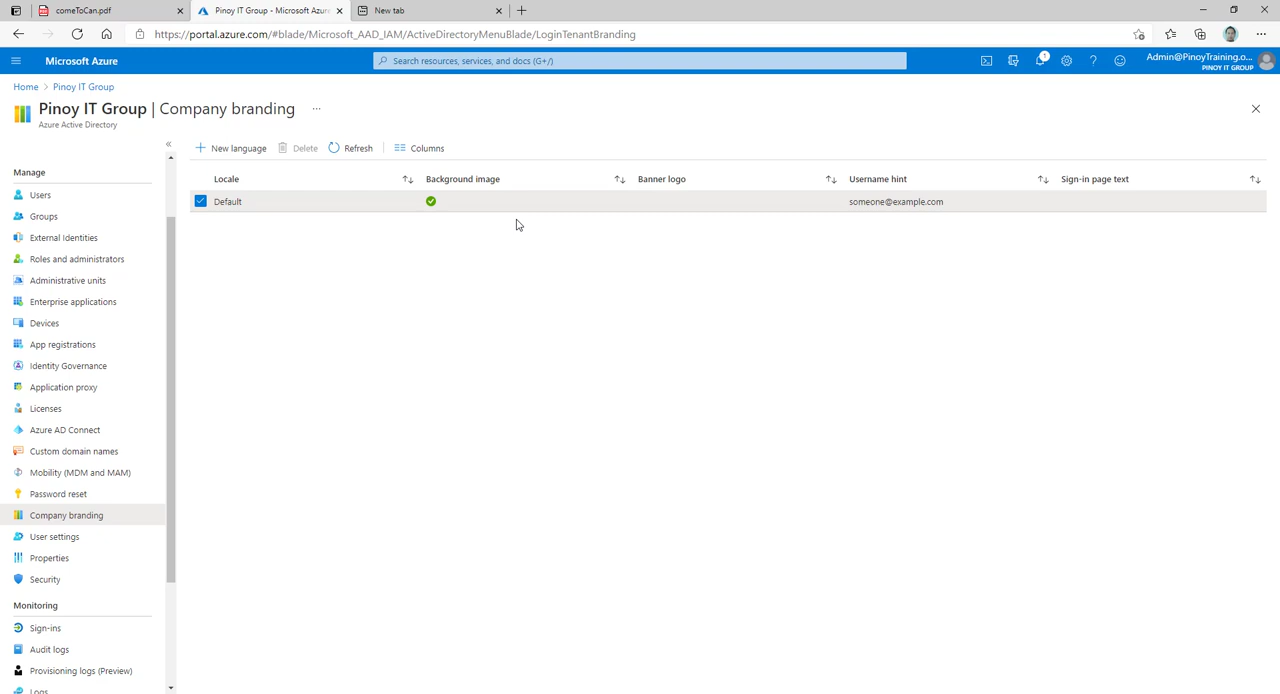 comeToCan.pdf
Pinoy IT Group - Microsoft Azure
New tab
https://portal.azure.com/#blade/Microsoft_AAD_IAM/ActiveDirectoryMenuBlade/LoginTenantBranding
Microsoft Azure
Search resources, services, and docs (G+/)
1
Admin@PinoyTraining.o...
PINOY IT GROUP
Home > Pinoy IT Group
Pinoy IT Group | Company branding ...
Azure Active Directory
New language
Delete
Refresh
Columns
Manage
Users
Groups
External Identities
Roles and administrators
Administrative units
Enterprise applications
Devices
App registrations
Identity Governance
Application proxy
Licenses
Azure AD Connect
Custom domain names
Mobility (MDM and MAM)
Password reset
Company branding
User settings
Properties
Security
Monitoring
Sign-ins
Audit logs
Provisioning logs (Preview)
Logs
Locale
Background image
Banner logo
Username hint
Sign-in page text
Default
someone@example.com